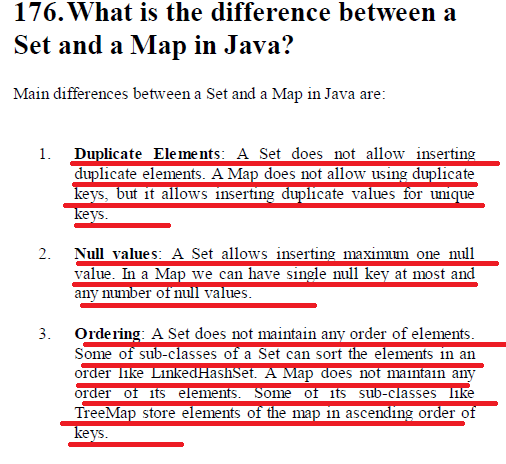 176. What is the difference between a
Set and a Map in Java?
Main differences between a Set and a Map in Java are:
1. Duplicate Elements: A Set does not allow inserting
duplicate elements. A Map does not allow using duplicate
keys, but it allows inserting duplicate values for unique
keys.
2. Null values: A Set allows inserting maximum one null
value. In a Map we can have single null key at most and
any number of null values.
3. Ordering: A Set does not maintain any order of elements.
Some of sub-classes of a Set can sort the elements in an
order like LinkedHashSet. A Map does not maintain any
order of its elements. Some of its sub-classes like
TreeMap store elements of the map in ascending order of
keys.